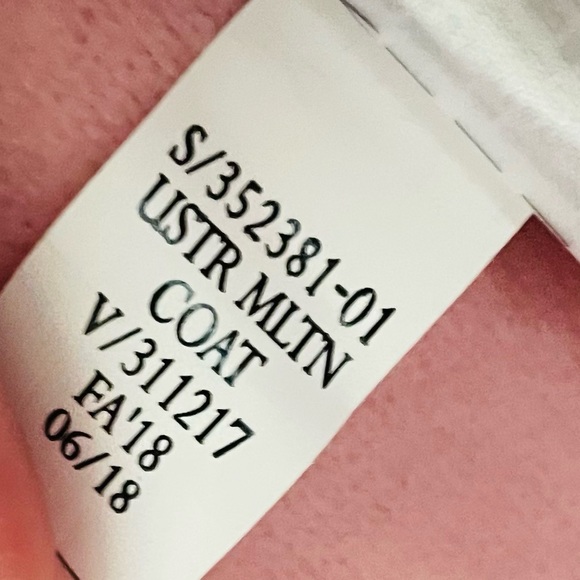 S/352381-01
USTR MLTN
COAT
V/311217
FA'18
06/18